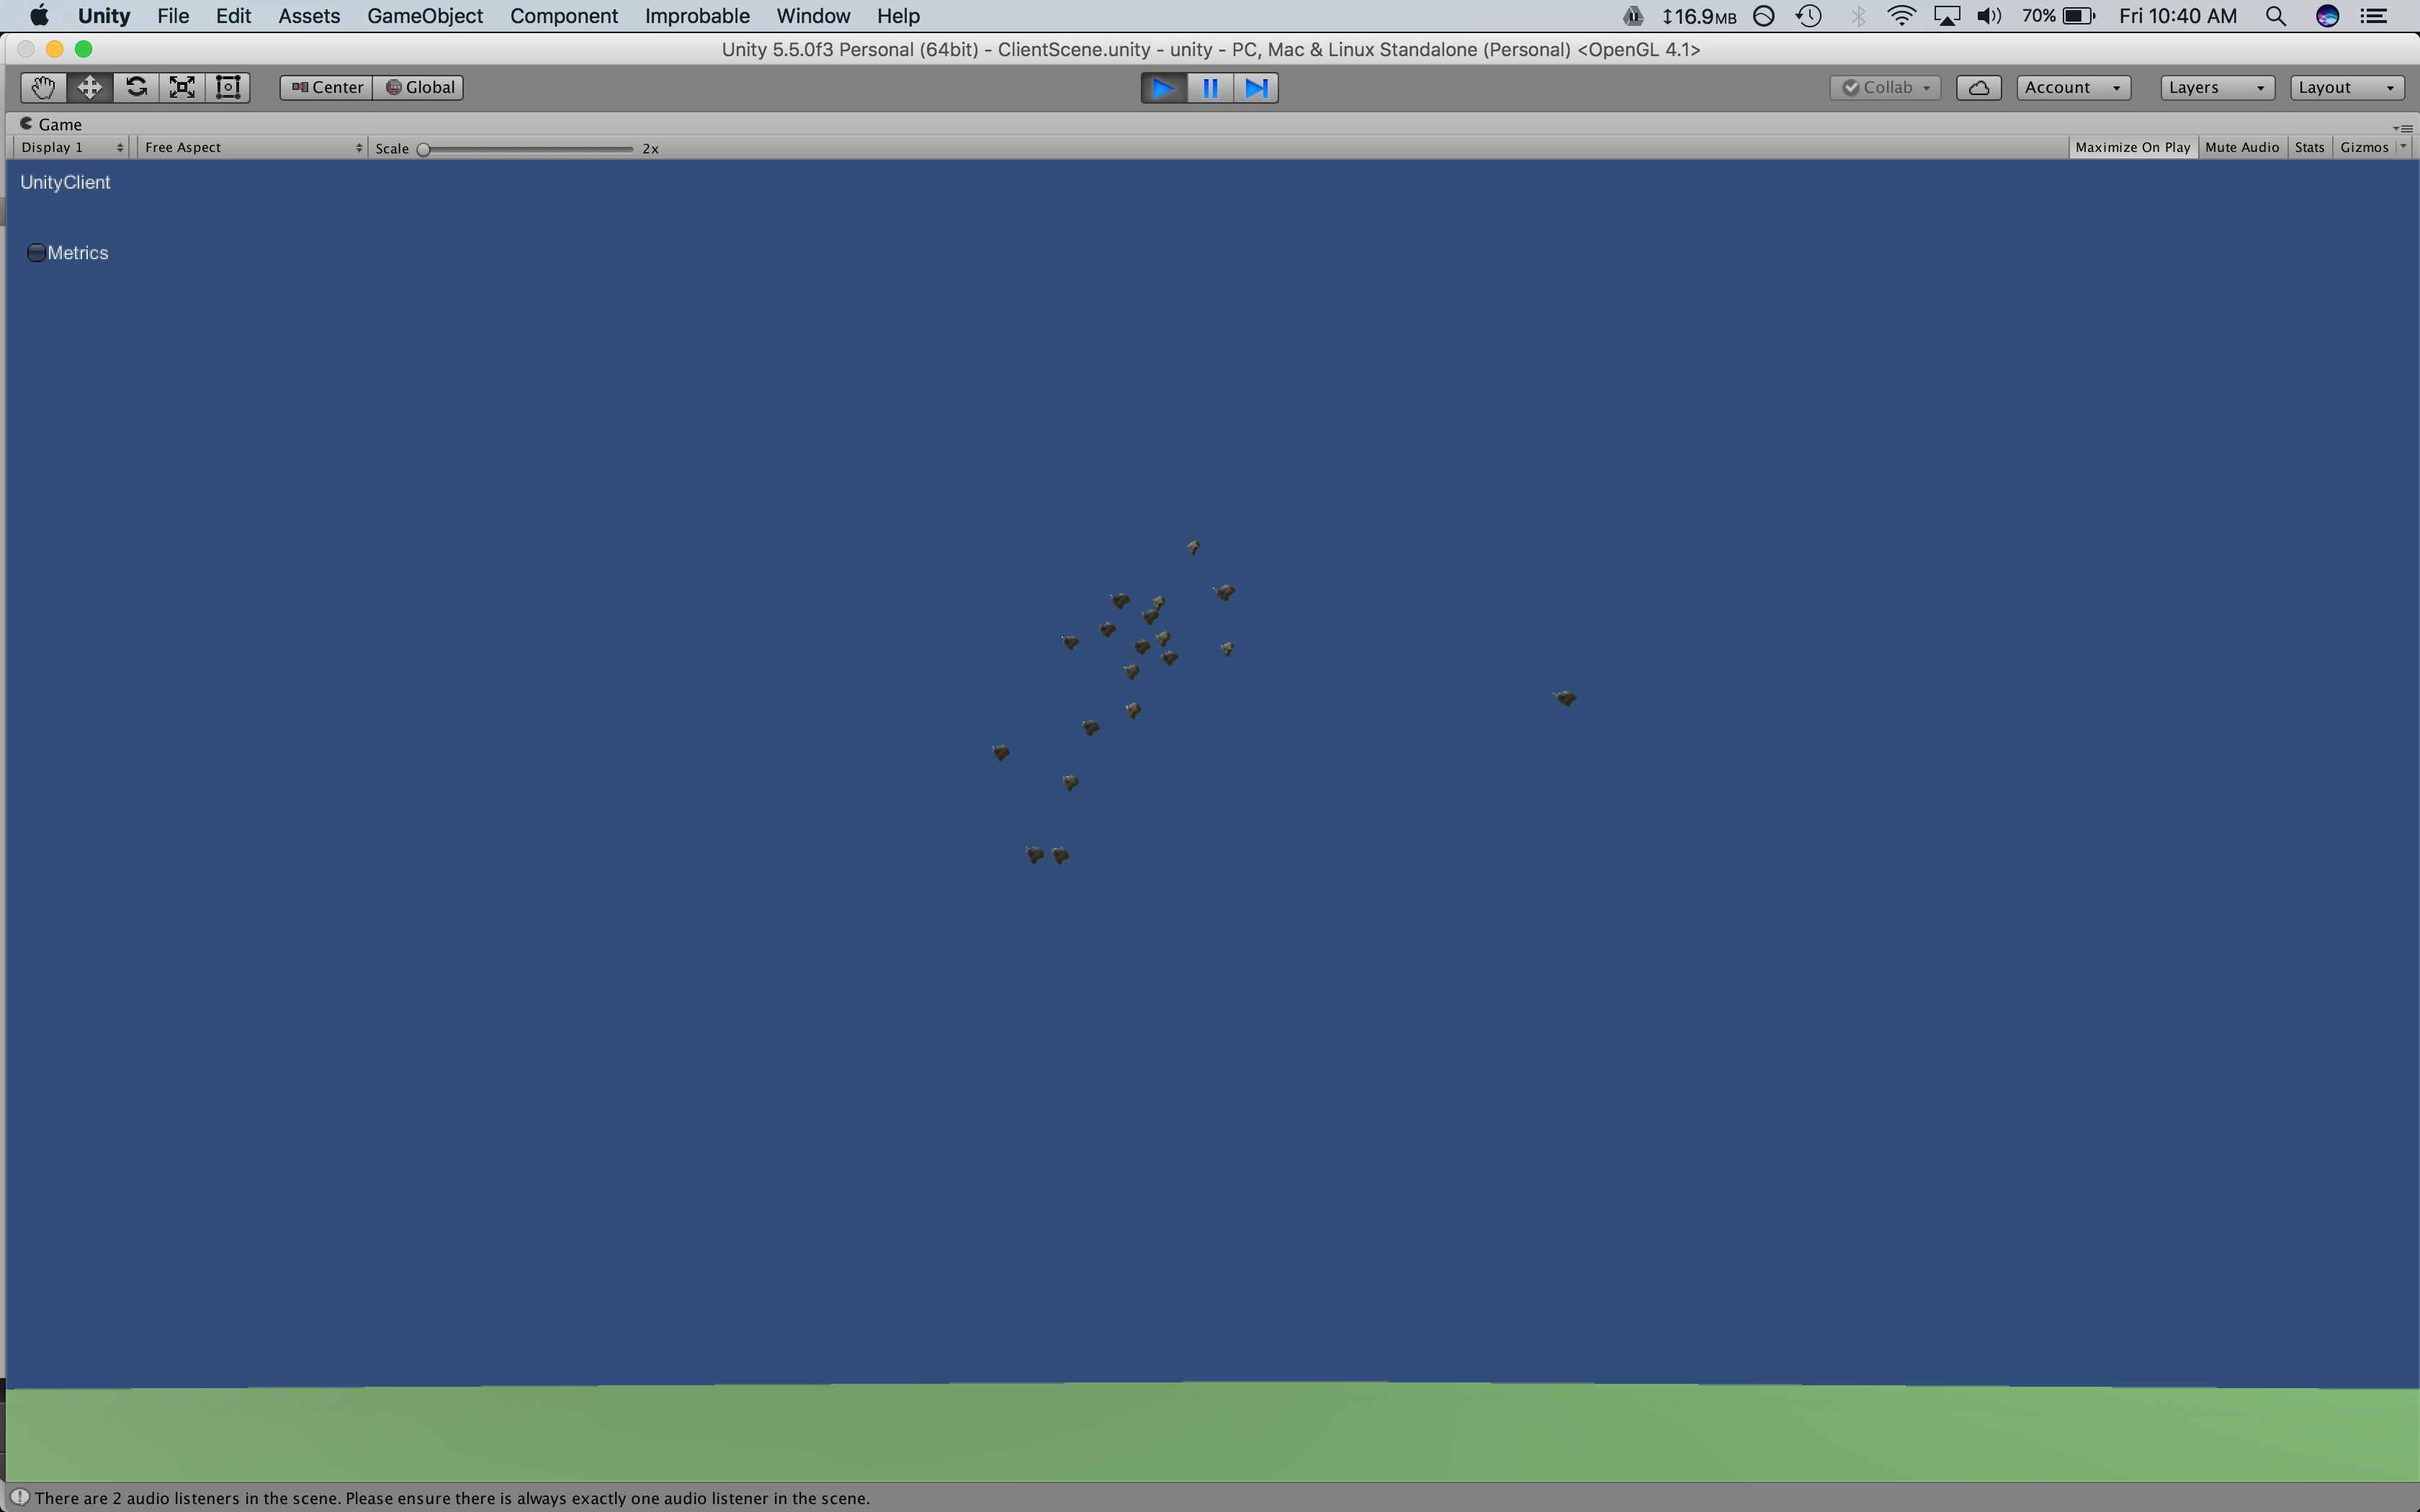 Unity File Edit Assets GameObject Component Improbable Window Help 16.9MB 70% Fri 10:40 AM
Unity 5.5.0f3 Personal (64bit) - ClientScene.unity - unity - PC, Mac & Linux Standalone (Personal) <OpenGL 4.1>
Center Global Collab Account Layers Layout
Game
Display 1 Free Aspect Scale 2x Maximize On Play Mute Audio Stats Gizmos
UnityClient
Metrics
There are 2 audio listeners in the scene. Please ensure there is always exactly one audio listener in the scene.